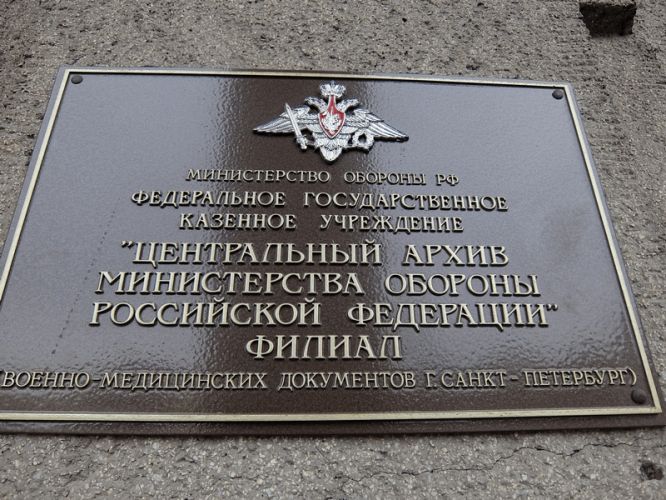 МИНИСТЕРСТВО ОБОРОНЫ РФ
ФЕДЕРАЛЬНОЕ ГОСУДАРСТВЕННОЕ
КАЗЕННОЕ УЧРЕЖДЕНИЕ
"ЦЕНТРАЛЬНЫЙ АРХИВ
МИНИСТЕРСТВА ОБОРОНЫ
РОССИЙСКОЙ ФЕДЕРАЦИИ"
ФИЛИАЛ
(ВОЕННО-МЕДИЦИНСКИХ ДОКУМЕНТОВ Г. САНКТ-ПЕТЕРБУРГ)